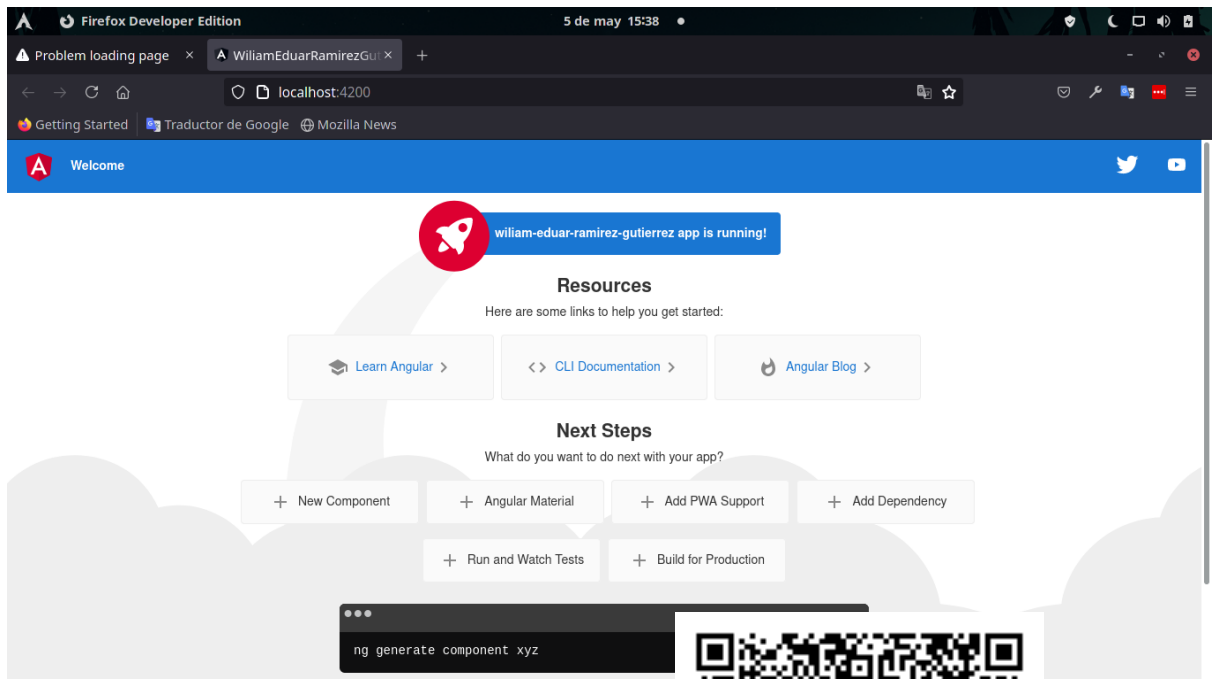 Firefox Developer Edition
5 de may 15:38
Problem loading page
WiliamEduarRamirezGut
localhost:4200
Getting Started
Traductor de Google
Mozilla News
Welcome
wiliam-eduar-ramirez-gutierrez app is running!
Resources
Here are some links to help you get started:
Learn Angular
CLI Documentation
Angular Blog
Next Steps
What do you want to do next with your app?
New Component
Angular Material
Add PWA Support
Add Dependency
Run and Watch Tests
Build for Production
ng generate component xyz